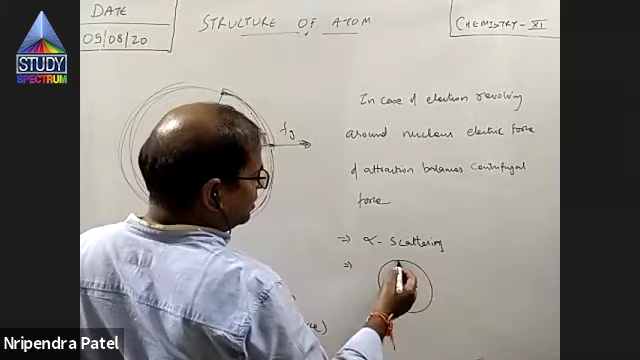 DATE
05/08/20
STUDY
SPECTRUM
STRUCTURE OF ATOM
CHEMISTRY - XI
In case of electron revolving
around nucleus electric force
of attraction balances centrifugal
force
=> α - scattering
=>
Nripendra Patel